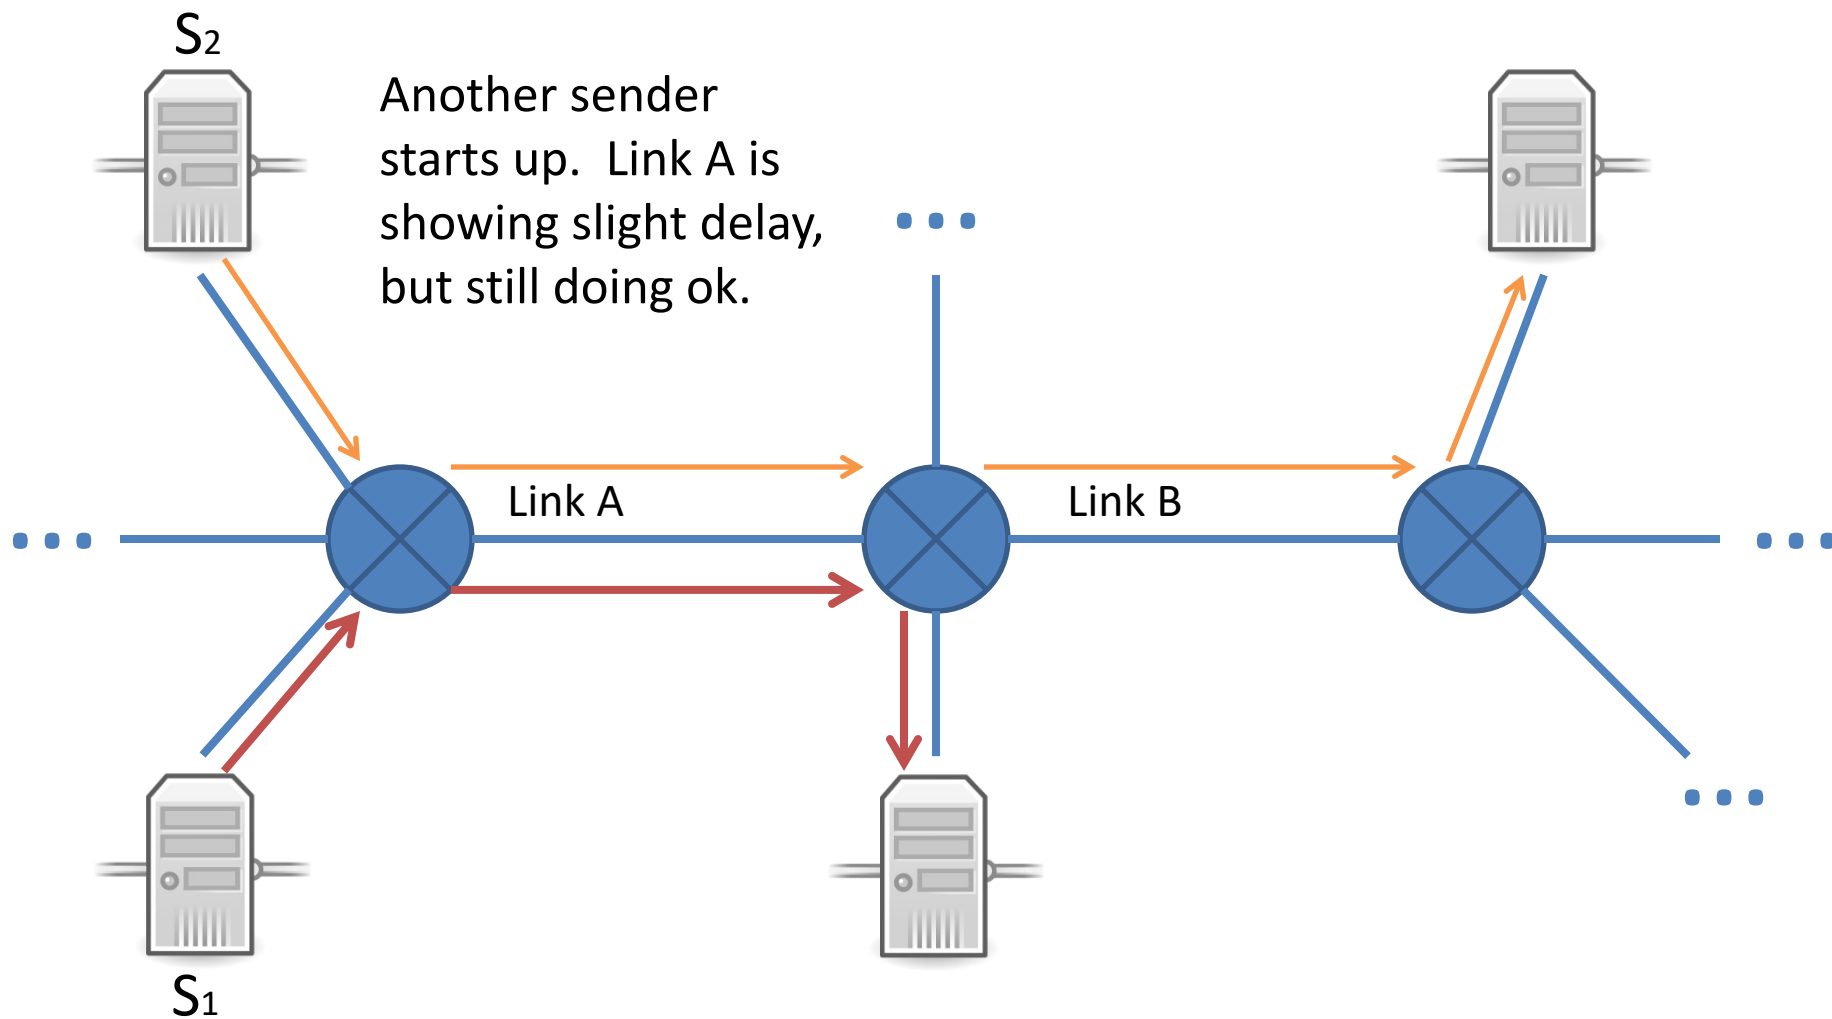 S2
Another sender
starts up.  Link A is
showing slight delay,
but still doing ok.
Link A
Link B
S1